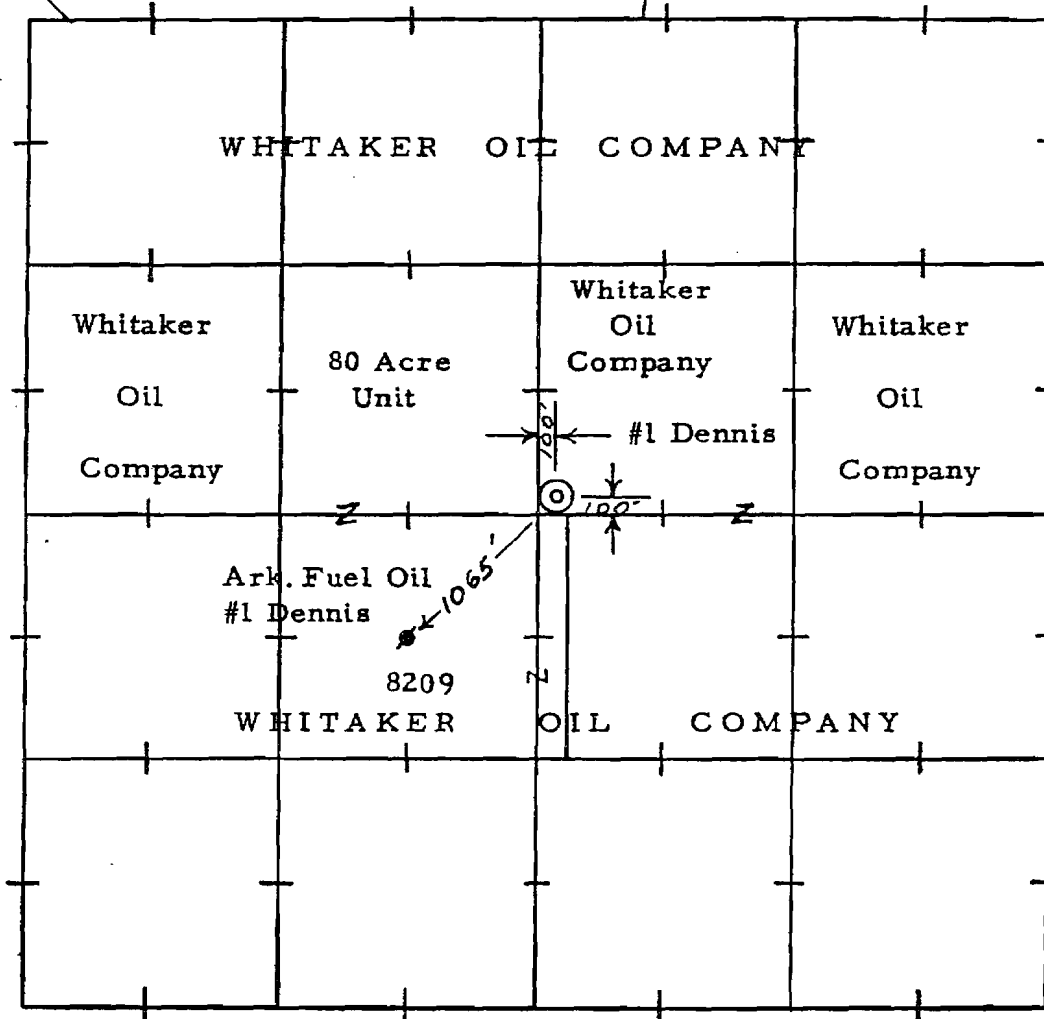 WHITAKER OIL COMPANY
Whitaker
Oil
Company
80 Acre
Unit
Whitaker
Oil
Company
Whitaker
Oil
Company
100'
#1 Dennis
100'
Z
Z
Ark. Fuel Oil
#1 Dennis
1065'
8209
Z
WHITAKER OIL COMPANY